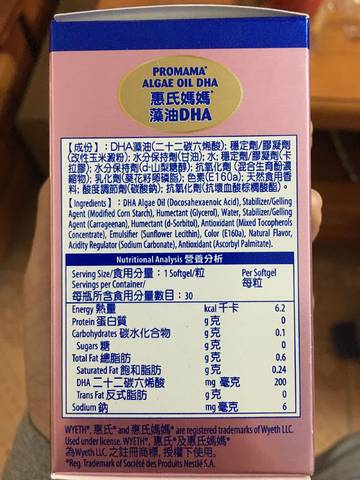 PROMAMA*
ALGAE OIL DHA
惠氏媽媽*
藻油DHA
【成份】: DHA藻油(二十二碳六烯酸); 穩定劑/膠凝劑
(改性玉米澱粉); 水分保持劑(甘油); 水; 穩定劑/膠凝劑(卡
拉膠); 水分保持劑(d-山梨糖醇); 抗氧化劑 (混合生育酚濃
縮物); 乳化劑(葵花籽卵磷脂); 色素(E160a); 天然食用香
料; 酸度調節劑(碳酸鈉); 抗氧化劑(抗壞血酸棕櫚酸酯)。
【Ingredients】: DHA Algae Oil (Docosahexaenoic Acid), Stabilizer/Gelling
Agent (Modified Corn Starch), Humectant (Glycerol), Water, Stabilizer/Gelling
Agent (Carrageenan), Humectant (d-Sorbitol), Antioxidant (Mixed Tocopherols
Concentrate), Emulsifier (Sunflower Lecithin), Color (E160a), Natural Flavor,
Acidity Regulator (Sodium Carbonate), Antioxidant (Ascorbyl Palmitate).
Nutritional Analysis 營養分析
Serving Size/食用分量 : 1 Softgel/粒 Per Softgel
Servings per Container/ 每粒
每瓶所含食用分量數目 : 30
Energy 熱量 kcal 千卡 6.2
Protein 蛋白質 g 克 0
Carbohydrates 碳水化合物 g 克 0.1
Sugars 糖 g 克 0
Total Fat 總脂肪 g 克 0.6
Saturated Fat 飽和脂肪 g 克 0.24
DHA 二十二碳六烯酸 mg 毫克 200
Trans Fat 反式脂肪 g 克 0
Sodium 鈉 mg 毫克 6
WYETH®, 惠氏® and 惠氏媽媽® are registered trademarks of Wyeth LLC.
Used under license. WYETH®, 惠氏®及惠氏媽媽®
為Wyeth LLC 之註冊商標, 授權下使用。
*Reg. Trademark of Société des Produits Nestlé S.A.